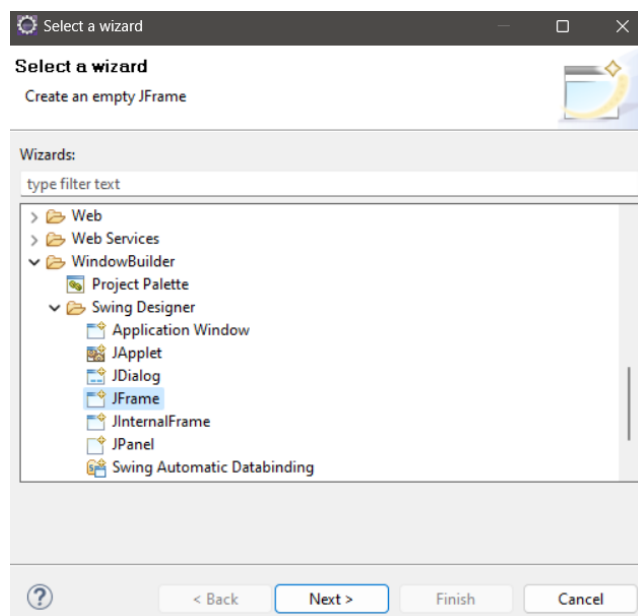 Select a wizard
Select a wizard
Create an empty JFrame
Wizards:
type filter text
Web
Web Services
WindowBuilder
Project Palette
Swing Designer
Application Window
JApplet
JDialog
JFrame
JInternalFrame
JPanel
Swing Automatic Databinding
? < Back Next > Finish Cancel